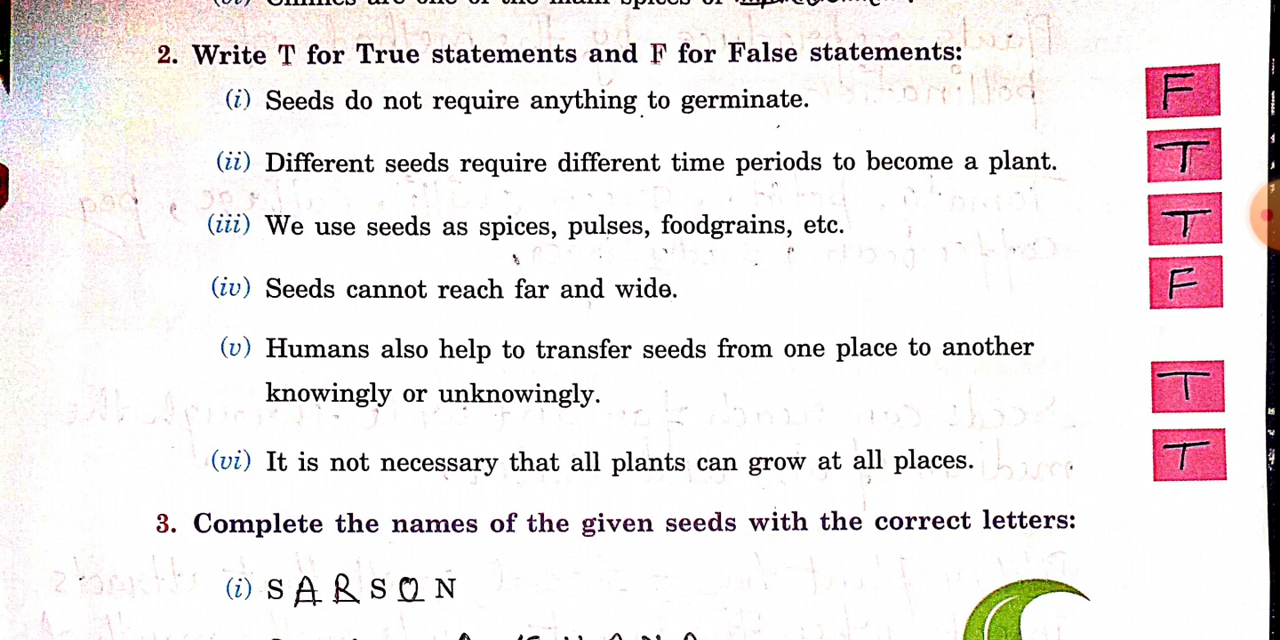 2. Write T for True statements and F for False statements:
(i) Seeds do not require anything to germinate. F
(ii) Different seeds require different time periods to become a plant. T
(iii) We use seeds as spices, pulses, foodgrains, etc. T
(iv) Seeds cannot reach far and wide. F
(v) Humans also help to transfer seeds from one place to another
knowingly or unknowingly. T
(vi) It is not necessary that all plants can grow at all places. T
3. Complete the names of the given seeds with the correct letters:
(i) S A R S O N